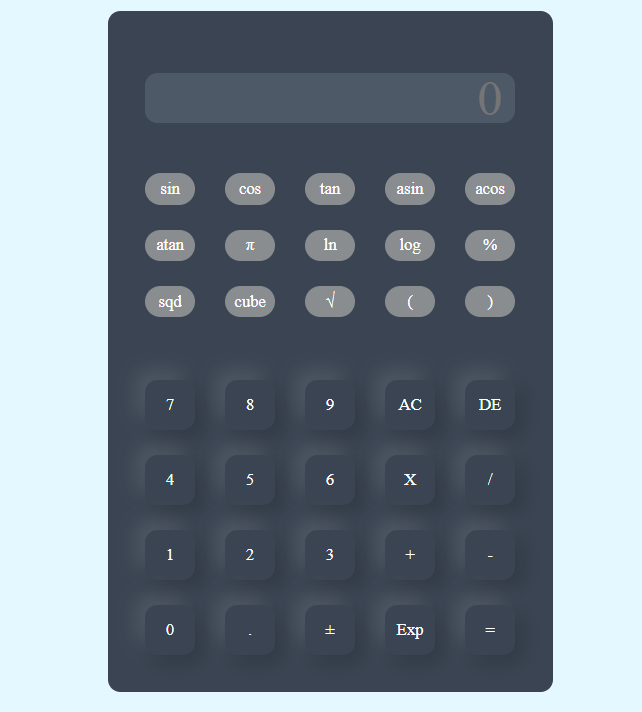 0
sin cos tan asin acos
atan π ln log %
sqd cube √ ( )
7 8 9 AC DE
4 5 6 X /
1 2 3 + -
0 . ± Exp =